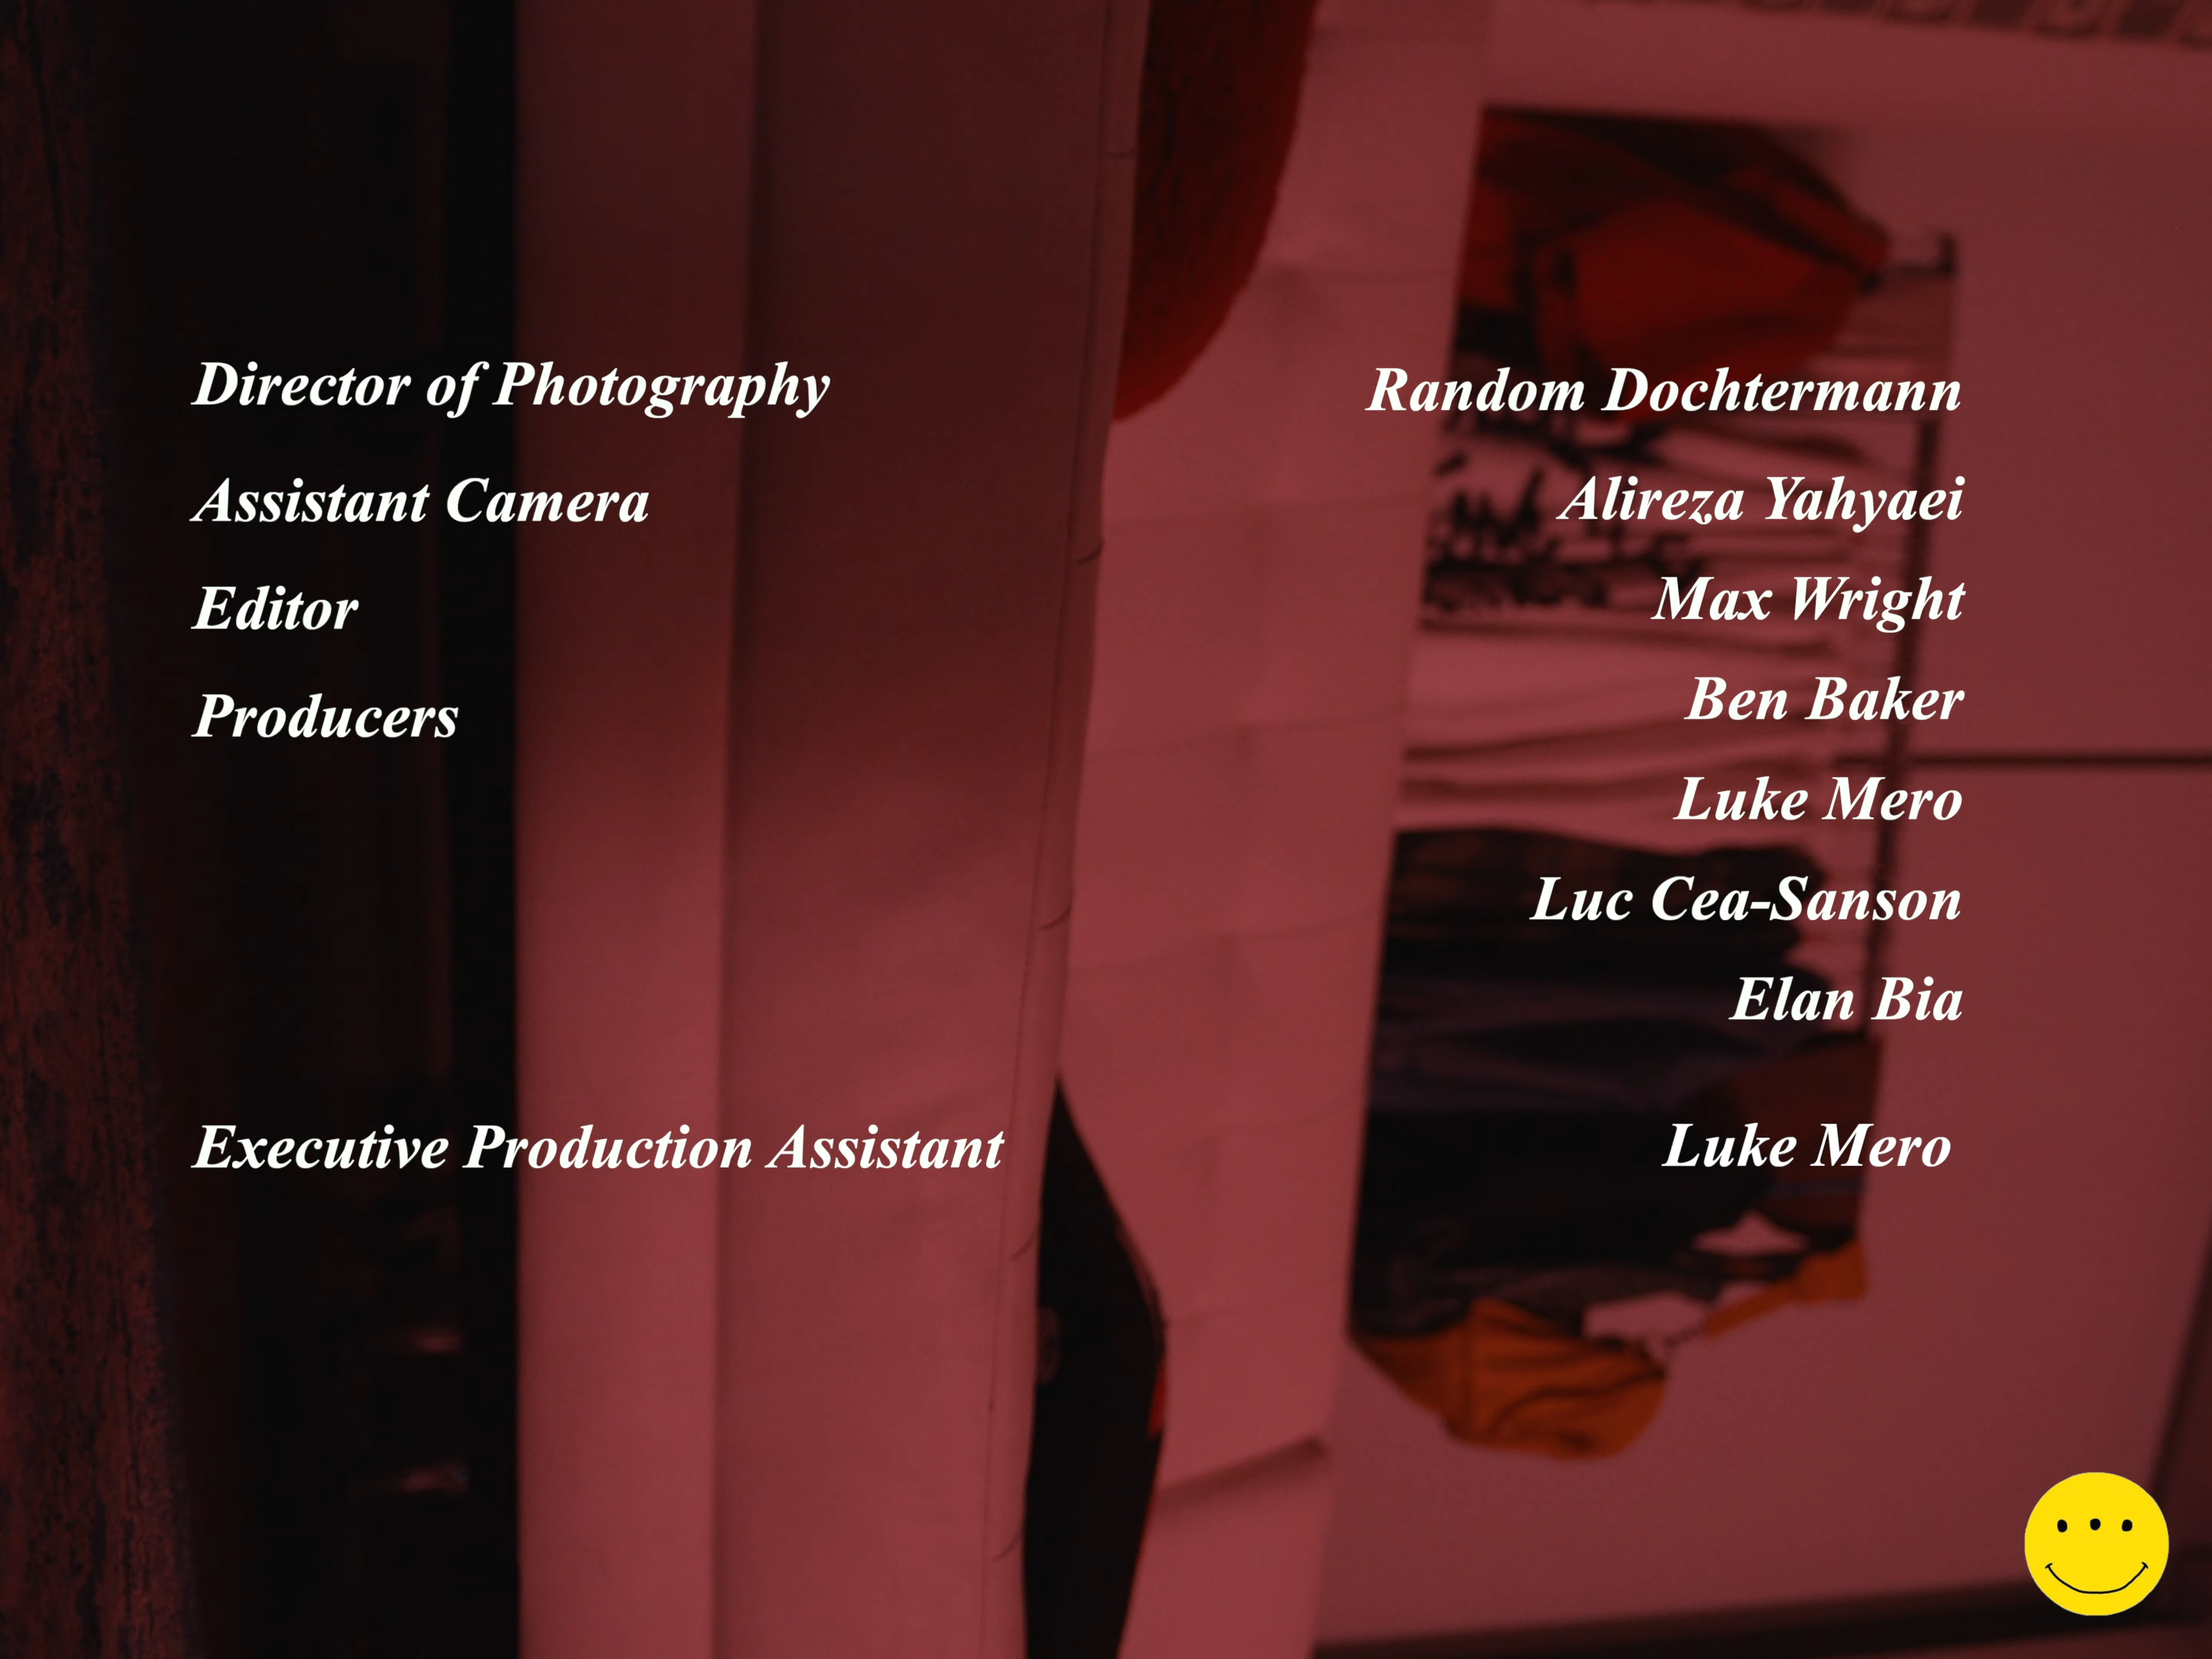 Director of Photography Random Dochtermann
Assistant Camera Alireza Yahyaei
Editor Max Wright
Producers Ben Baker
Luke Mero
Luc Cea-Sanson
Elan Bia
Executive Production Assistant Luke Mero